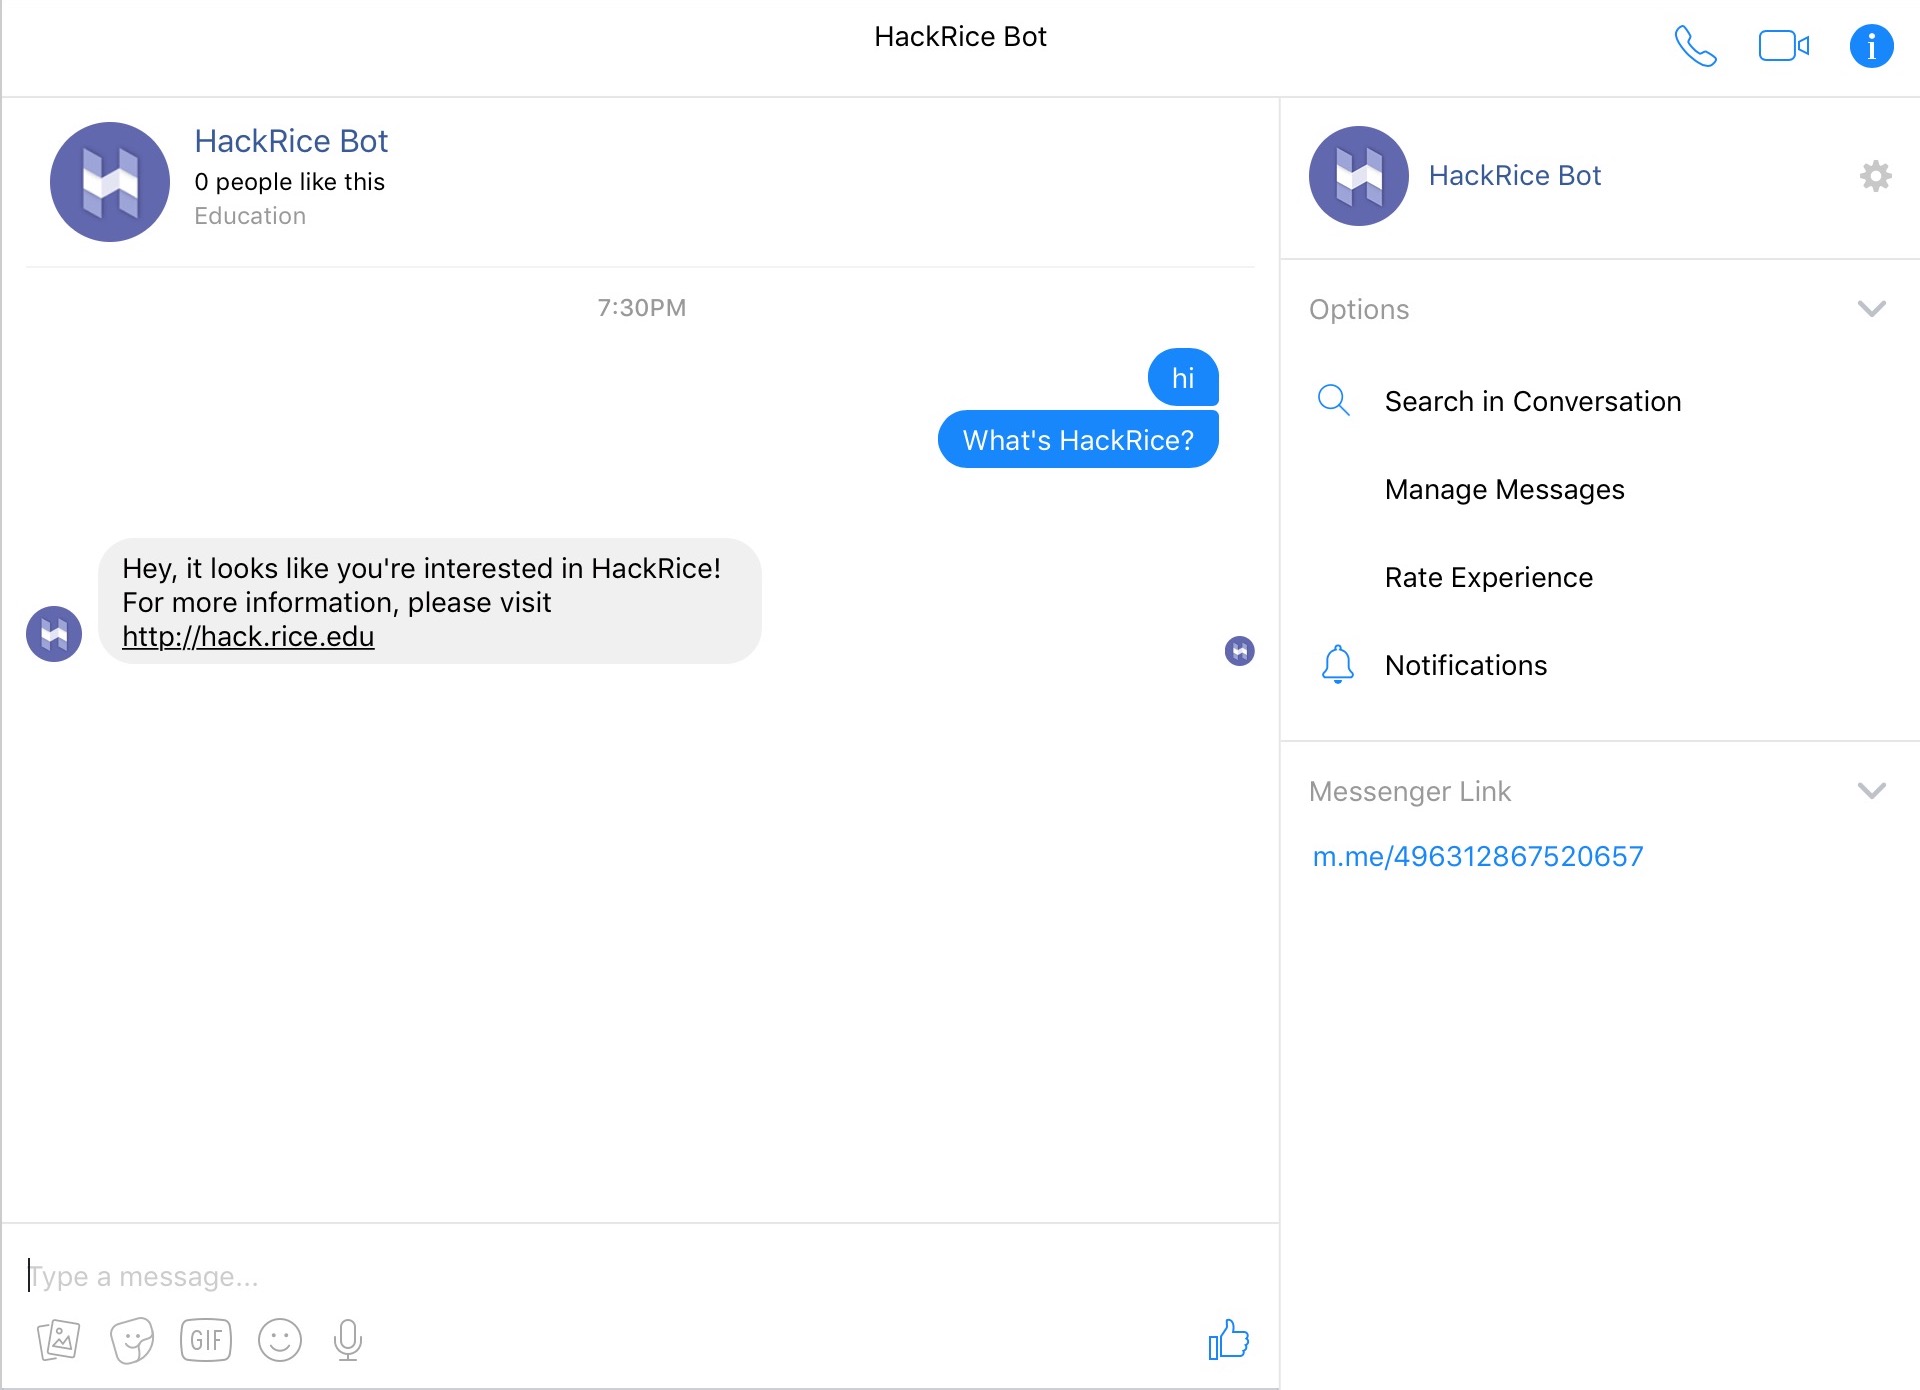 HackRice Bot
HackRice Bot
0 people like this
Education
7:30PM
hi
What's HackRice?
Hey, it looks like you're interested in HackRice!
For more information, please visit
http://hack.rice.edu
Type a message...
GIF
HackRice Bot
Options
Search in Conversation
Manage Messages
Rate Experience
Notifications
Messenger Link
m.me/496312867520657